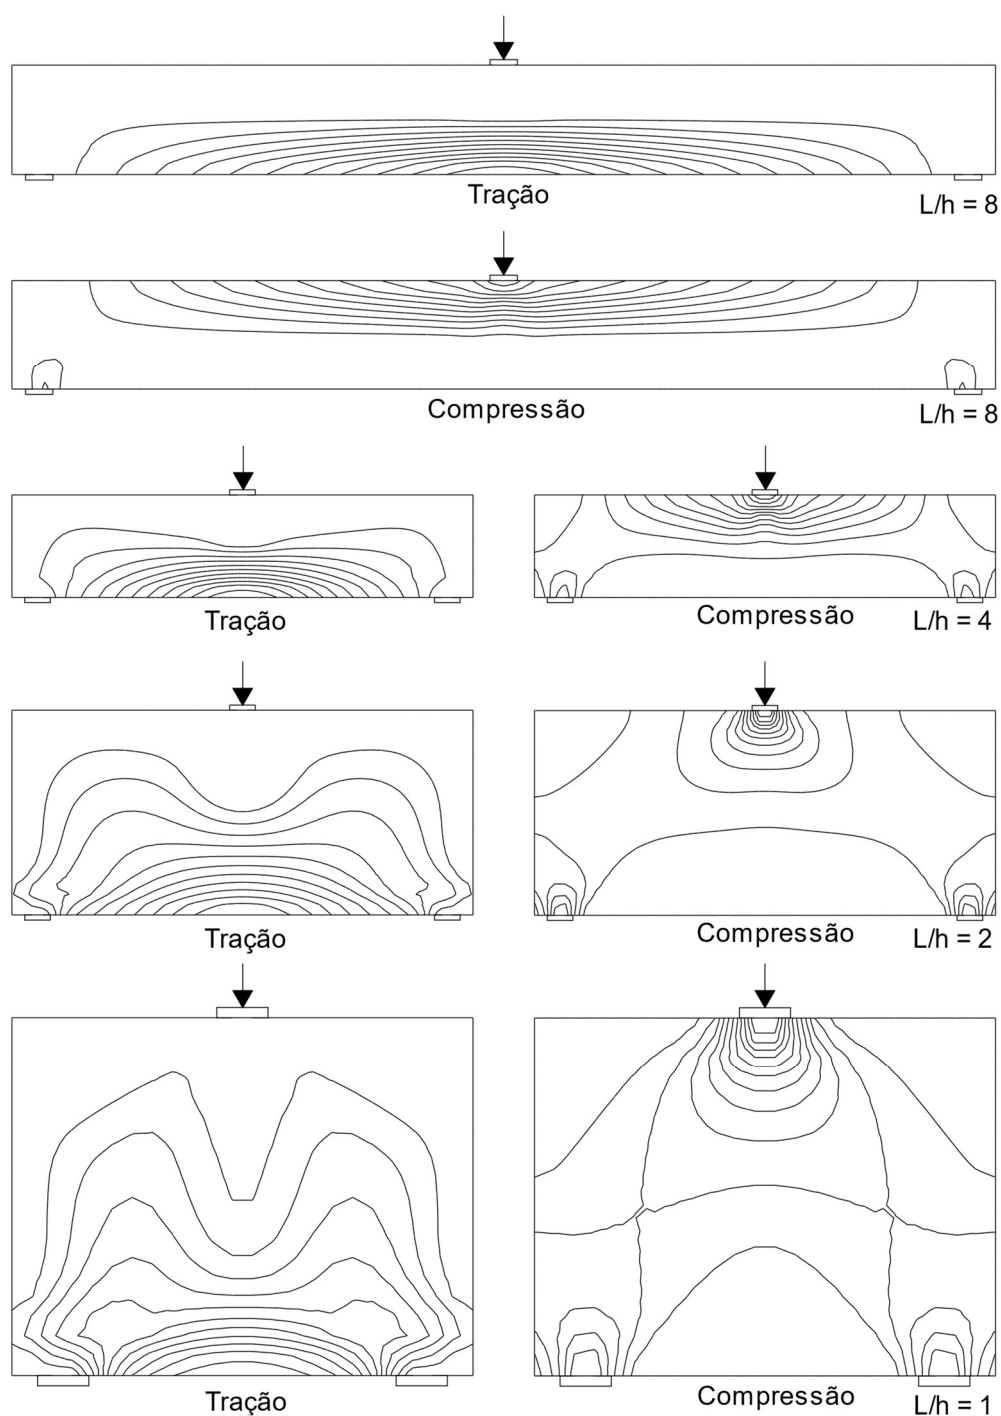 Tração
L/h = 8
Compressão
L/h = 8
Tração
Compressão
L/h = 4
Tração
Compressão
L/h = 2
Tração
Compressão
L/h = 1